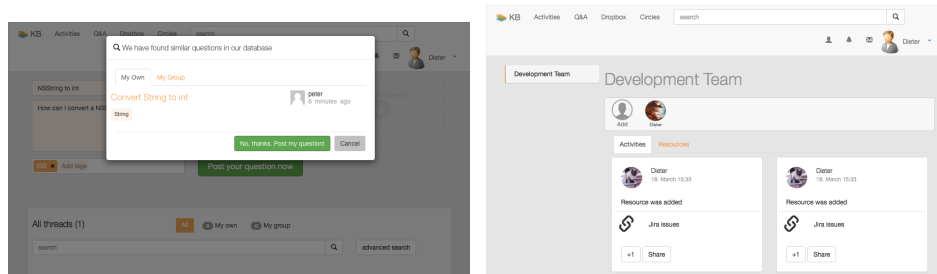 KB Activities Q&A Dropbox Circles search
We have found similar questions in our database
Dieter
My Own My Group
NSString to int
Convert String to int
peter
6 minutes ago
How can I convert a NSS
String
No, thanks. Post my question! Cancel
iOS × Add tags
Post your question now
All threads (1)
All 0 My own 0 My group
search
advanced search
KB Activities Q&A Dropbox Circles search
Dieter
Development Team
Development Team
Add Dieter
Activities Resources
Dieter
18. March 15:33
Resource was added
Jira issues
+1 Share
Dieter
18. March 15:33
Resource was added
Jira issues
+1 Share